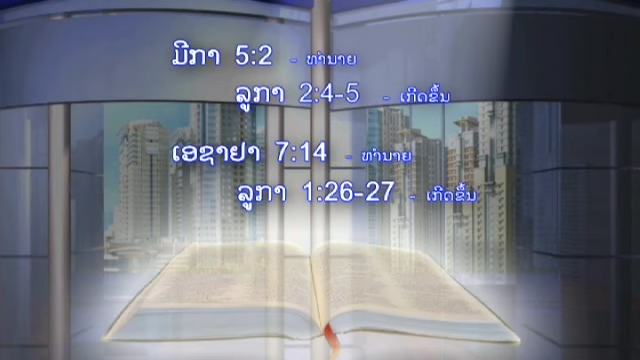 ມີກາ 5:2 - ທຳນາຍ
ລູກາ 2:4-5 - ເກີດຂຶ້ນ
ເອຊາຢາ 7:14 - ທຳນາຍ
ລູກາ 1:26-27 - ເກີດຂຶ້ນ